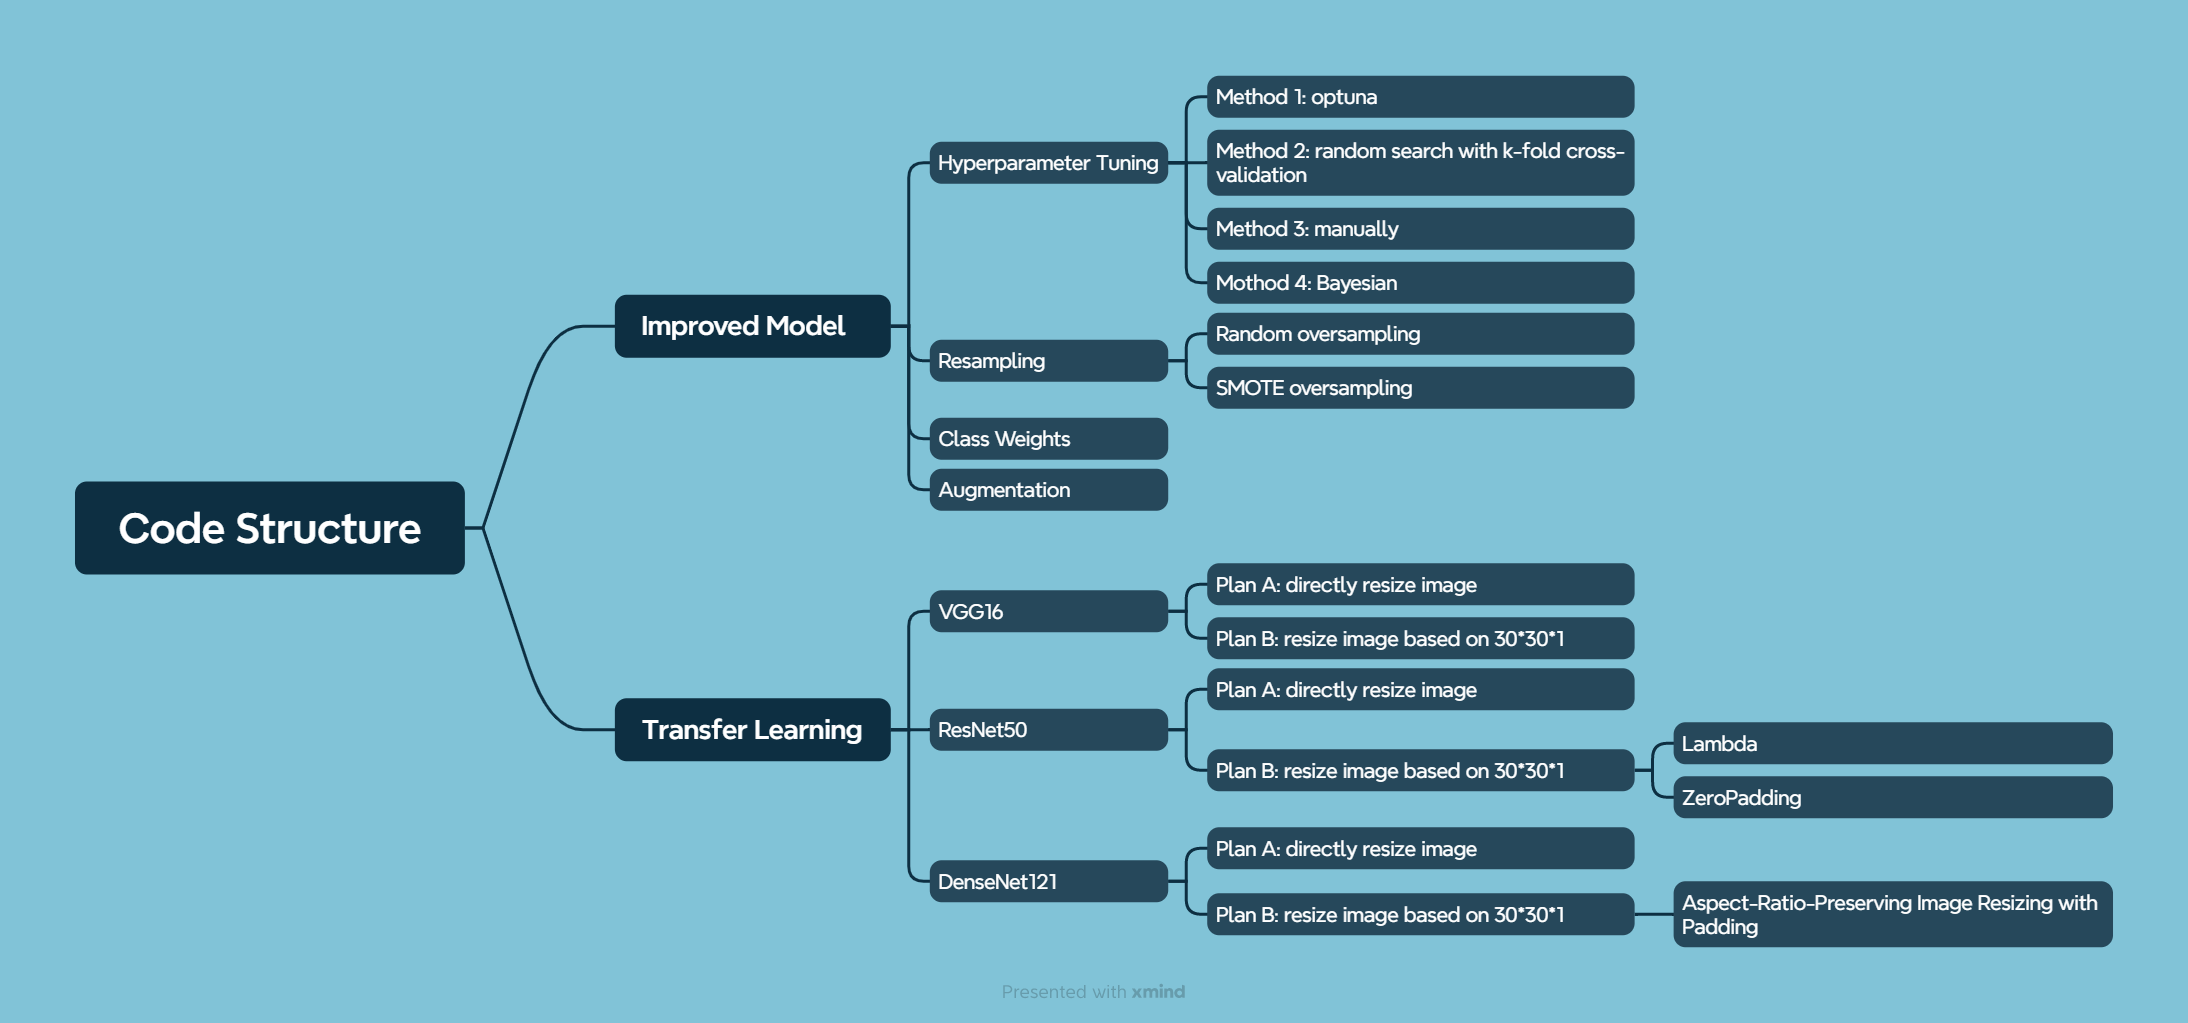 Code Structure
Improved Model
Hyperparameter Tuning
Method 1: optuna
Method 2: random search with k-fold cross-
validation
Method 3: manually
Mothod 4: Bayesian
Resampling
Random oversampling
SMOTE oversampling
Class Weights
Augmentation
Transfer Learning
VGG16
Plan A: directly resize image
Plan B: resize image based on 30*30*1
ResNet50
Plan A: directly resize image
Plan B: resize image based on 30*30*1
Lambda
ZeroPadding
DenseNet121
Plan A: directly resize image
Plan B: resize image based on 30*30*1
Aspect-Ratio-Preserving Image Resizing with
Padding
Presented with xmind